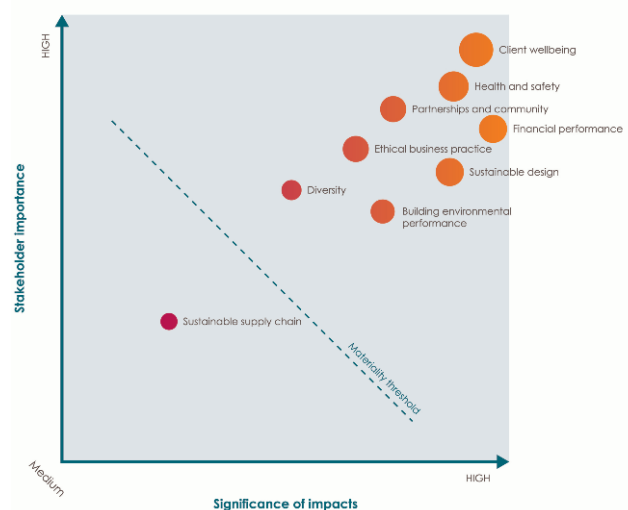 HIGH
Client wellbeing
Health and safety
Partnerships and community
Financial performance
Ethical business practice
Sustainable design
Diversity
Building environmental
performance
Stakeholder importance
Sustainable supply chain
Materiality threshold
Medium
HIGH
Significance of impacts